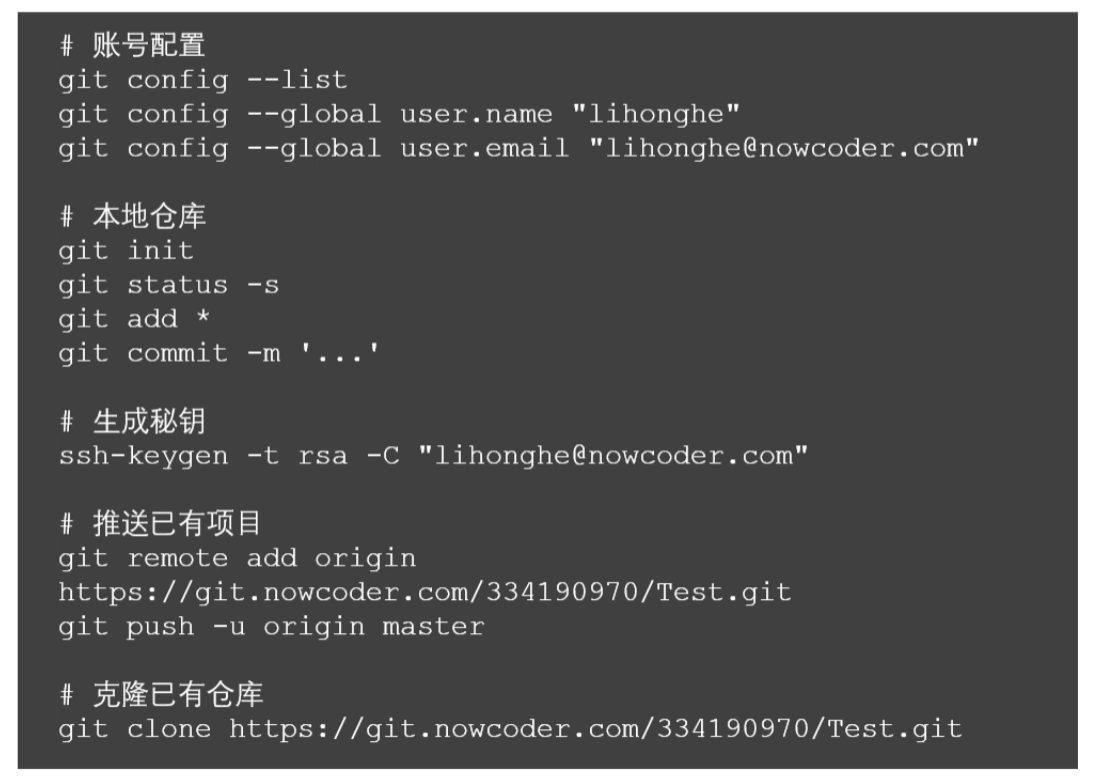 # 账号配置
git config --list
git config --global user.name "lihonghe"
git config --global user.email "lihonghe@nowcoder.com"
# 本地仓库
git init
git status -s
git add *
git commit -m '...'
# 生成秘钥
ssh-keygen -t rsa -C "lihonghe@nowcoder.com"
# 推送已有项目
git remote add origin
https://git.nowcoder.com/334190970/Test.git
git push -u origin master
# 克隆已有仓库
git clone https://git.nowcoder.com/334190970/Test.git